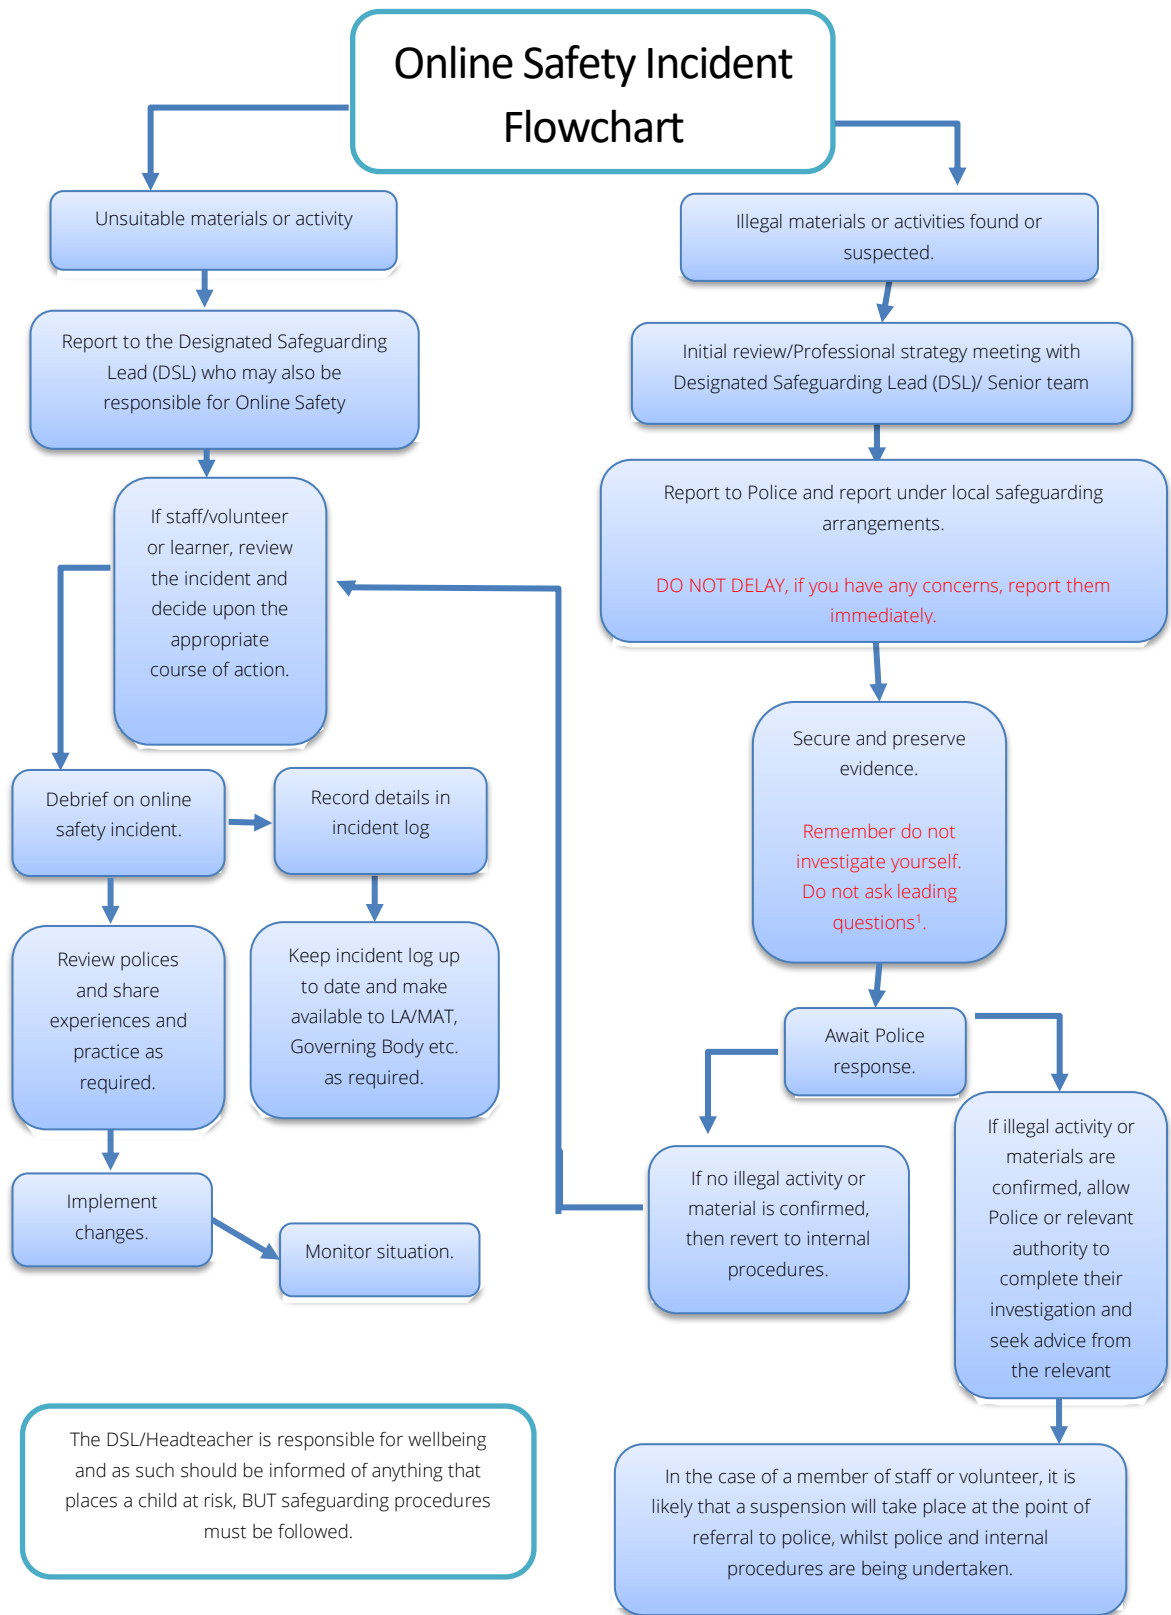 Online Safety Incident
Flowchart
Unsuitable materials or activity
Report to the Designated Safeguarding
Lead (DSL) who may also be
responsible for Online Safety
If staff/volunteer
or learner, review
the incident and
decide upon the
appropriate
course of action.
Debrief on online
safety incident.
Record details in
incident log
Review polices
and share
experiences and
practice as
required.
Keep incident log up
to date and make
available to LA/MAT,
Governing Body etc.
as required.
Implement
changes.
Monitor situation.
Illegal materials or activities found or
suspected.
Initial review/Professional strategy meeting with
Designated Safeguarding Lead (DSL)/ Senior team
Report to Police and report under local safeguarding
arrangements.
DO NOT DELAY, if you have any concerns, report them
immediately.
Secure and preserve
evidence.
Remember do not
investigate yourself.
Do not ask leading
questions¹.
Await Police
response.
If no illegal activity or
material is confirmed,
then revert to internal
procedures.
If illegal activity or
materials are
confirmed, allow
Police or relevant
authority to
complete their
investigation and
seek advice from
the relevant
In the case of a member of staff or volunteer, it is
likely that a suspension will take place at the point of
referral to police, whilst police and internal
procedures are being undertaken.
The DSL/Headteacher is responsible for wellbeing
and as such should be informed of anything that
places a child at risk, BUT safeguarding procedures
must be followed.